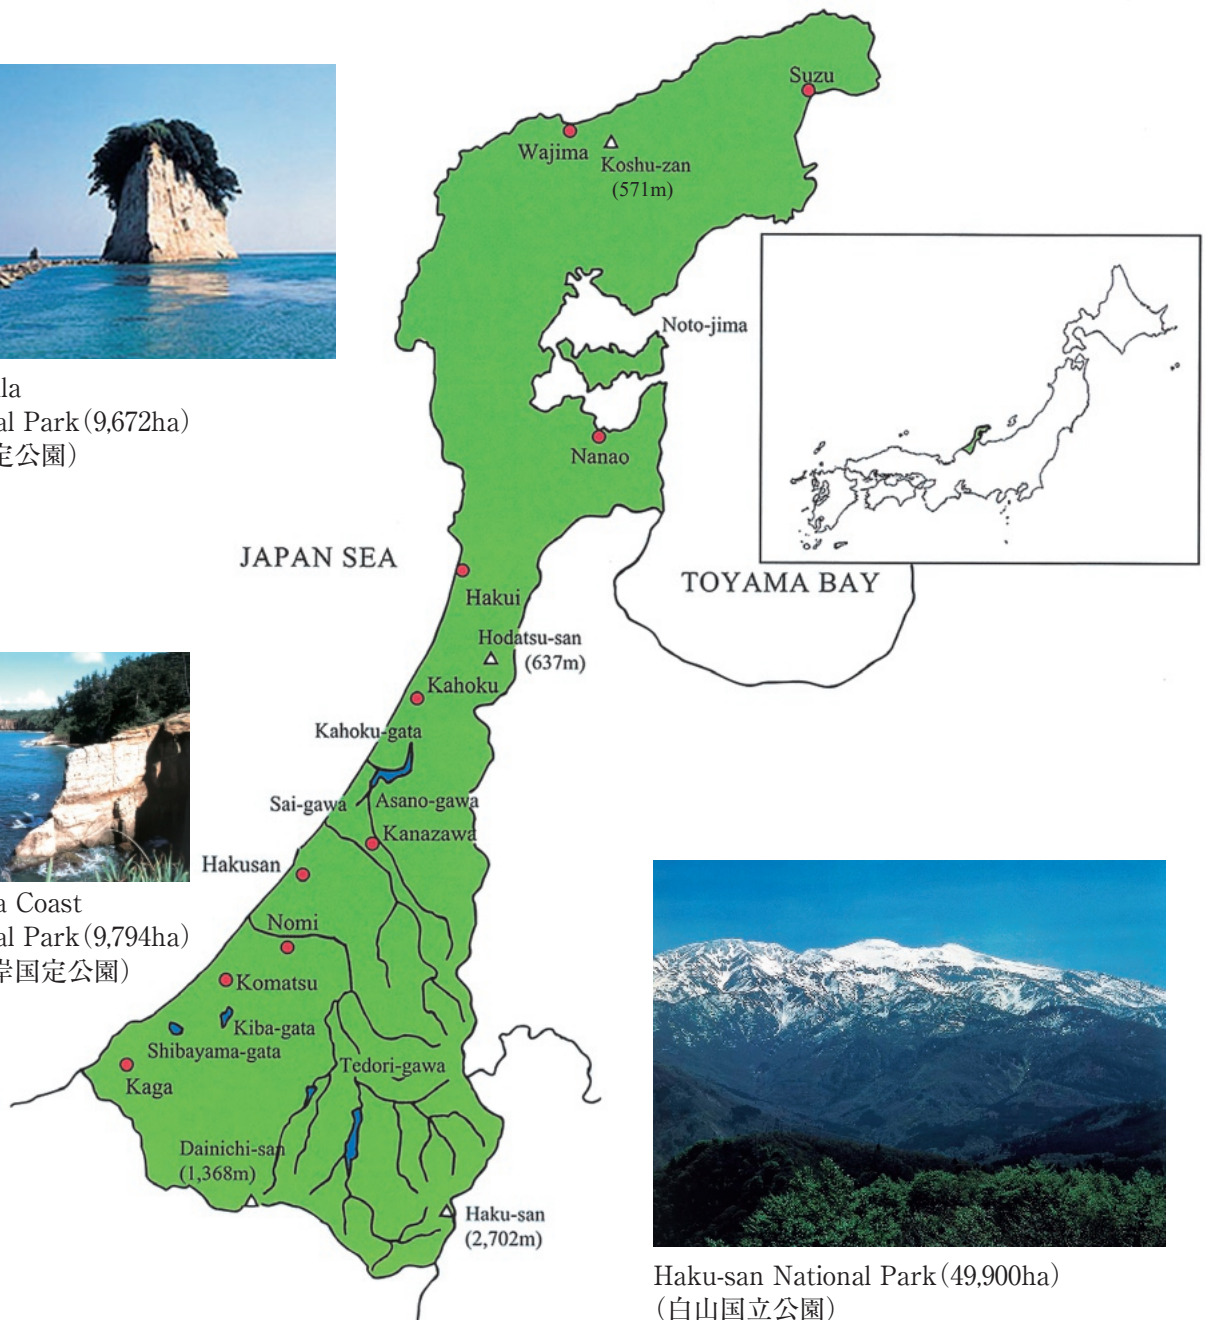 Suzu
Wajima
Koshu-zan
(571m)
Noto-jima
Nanao
al Park(9,672ha)
定公園)
JAPAN SEA
TOYAMA BAY
Hakui
Hodatsu-san
(637m)
Kahoku
Kahoku-gata
Sai-gawa
Asano-gawa
Kanazawa
Hakusan
a Coast
al Park(9,794ha)
岸国定公園)
Nomi
Komatsu
Kiba-gata
Shibayama-gata
Kaga
Tedori-gawa
Dainichi-san
(1,368m)
Haku-san
(2,702m)
Haku-san National Park(49,900ha)
(白山国立公園)